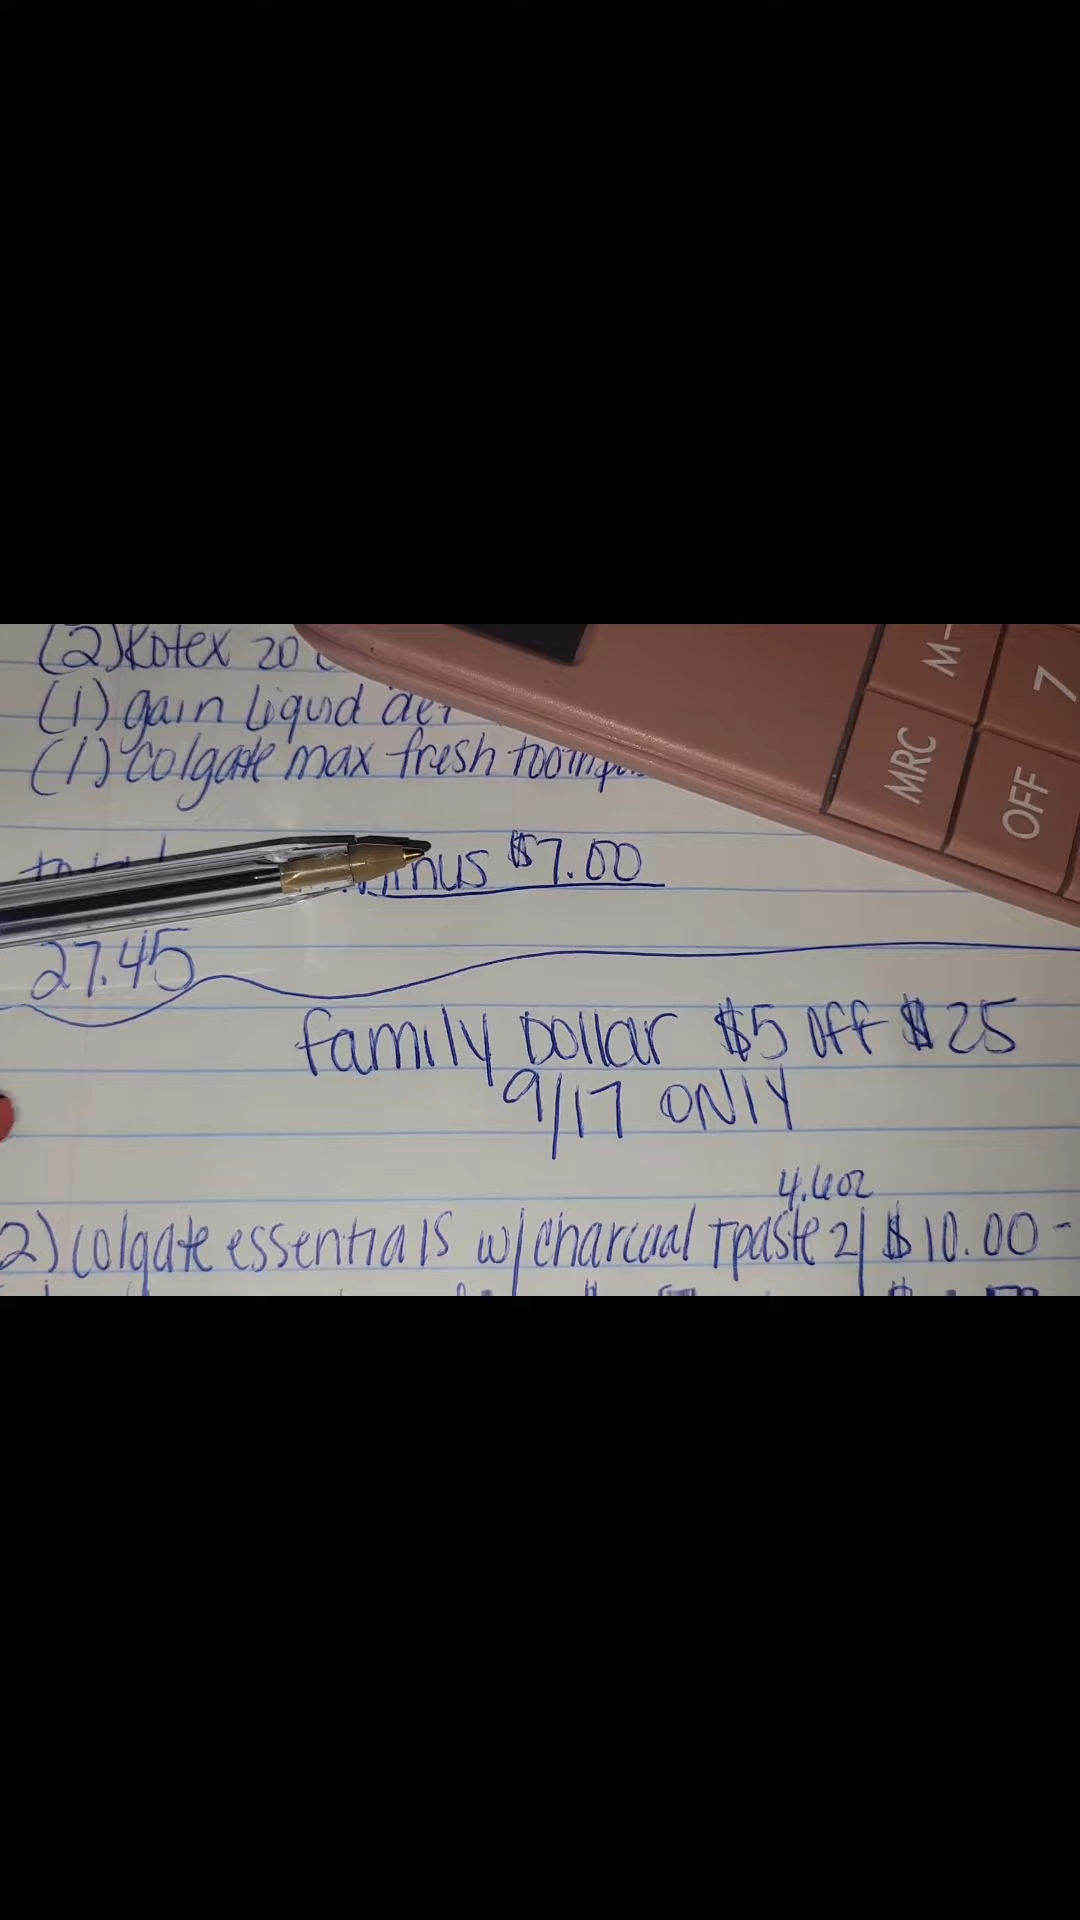 (2) Kotex 20
(1) gain liquid det
(1) Colgate max fresh
M-
7
MRC
OFF
$7.00
27.45
family Dollar $5 off $25
9/17 ONlY
4.6oz
2) Colgate essentials w/charcoal Tpaste 2/$10.00-